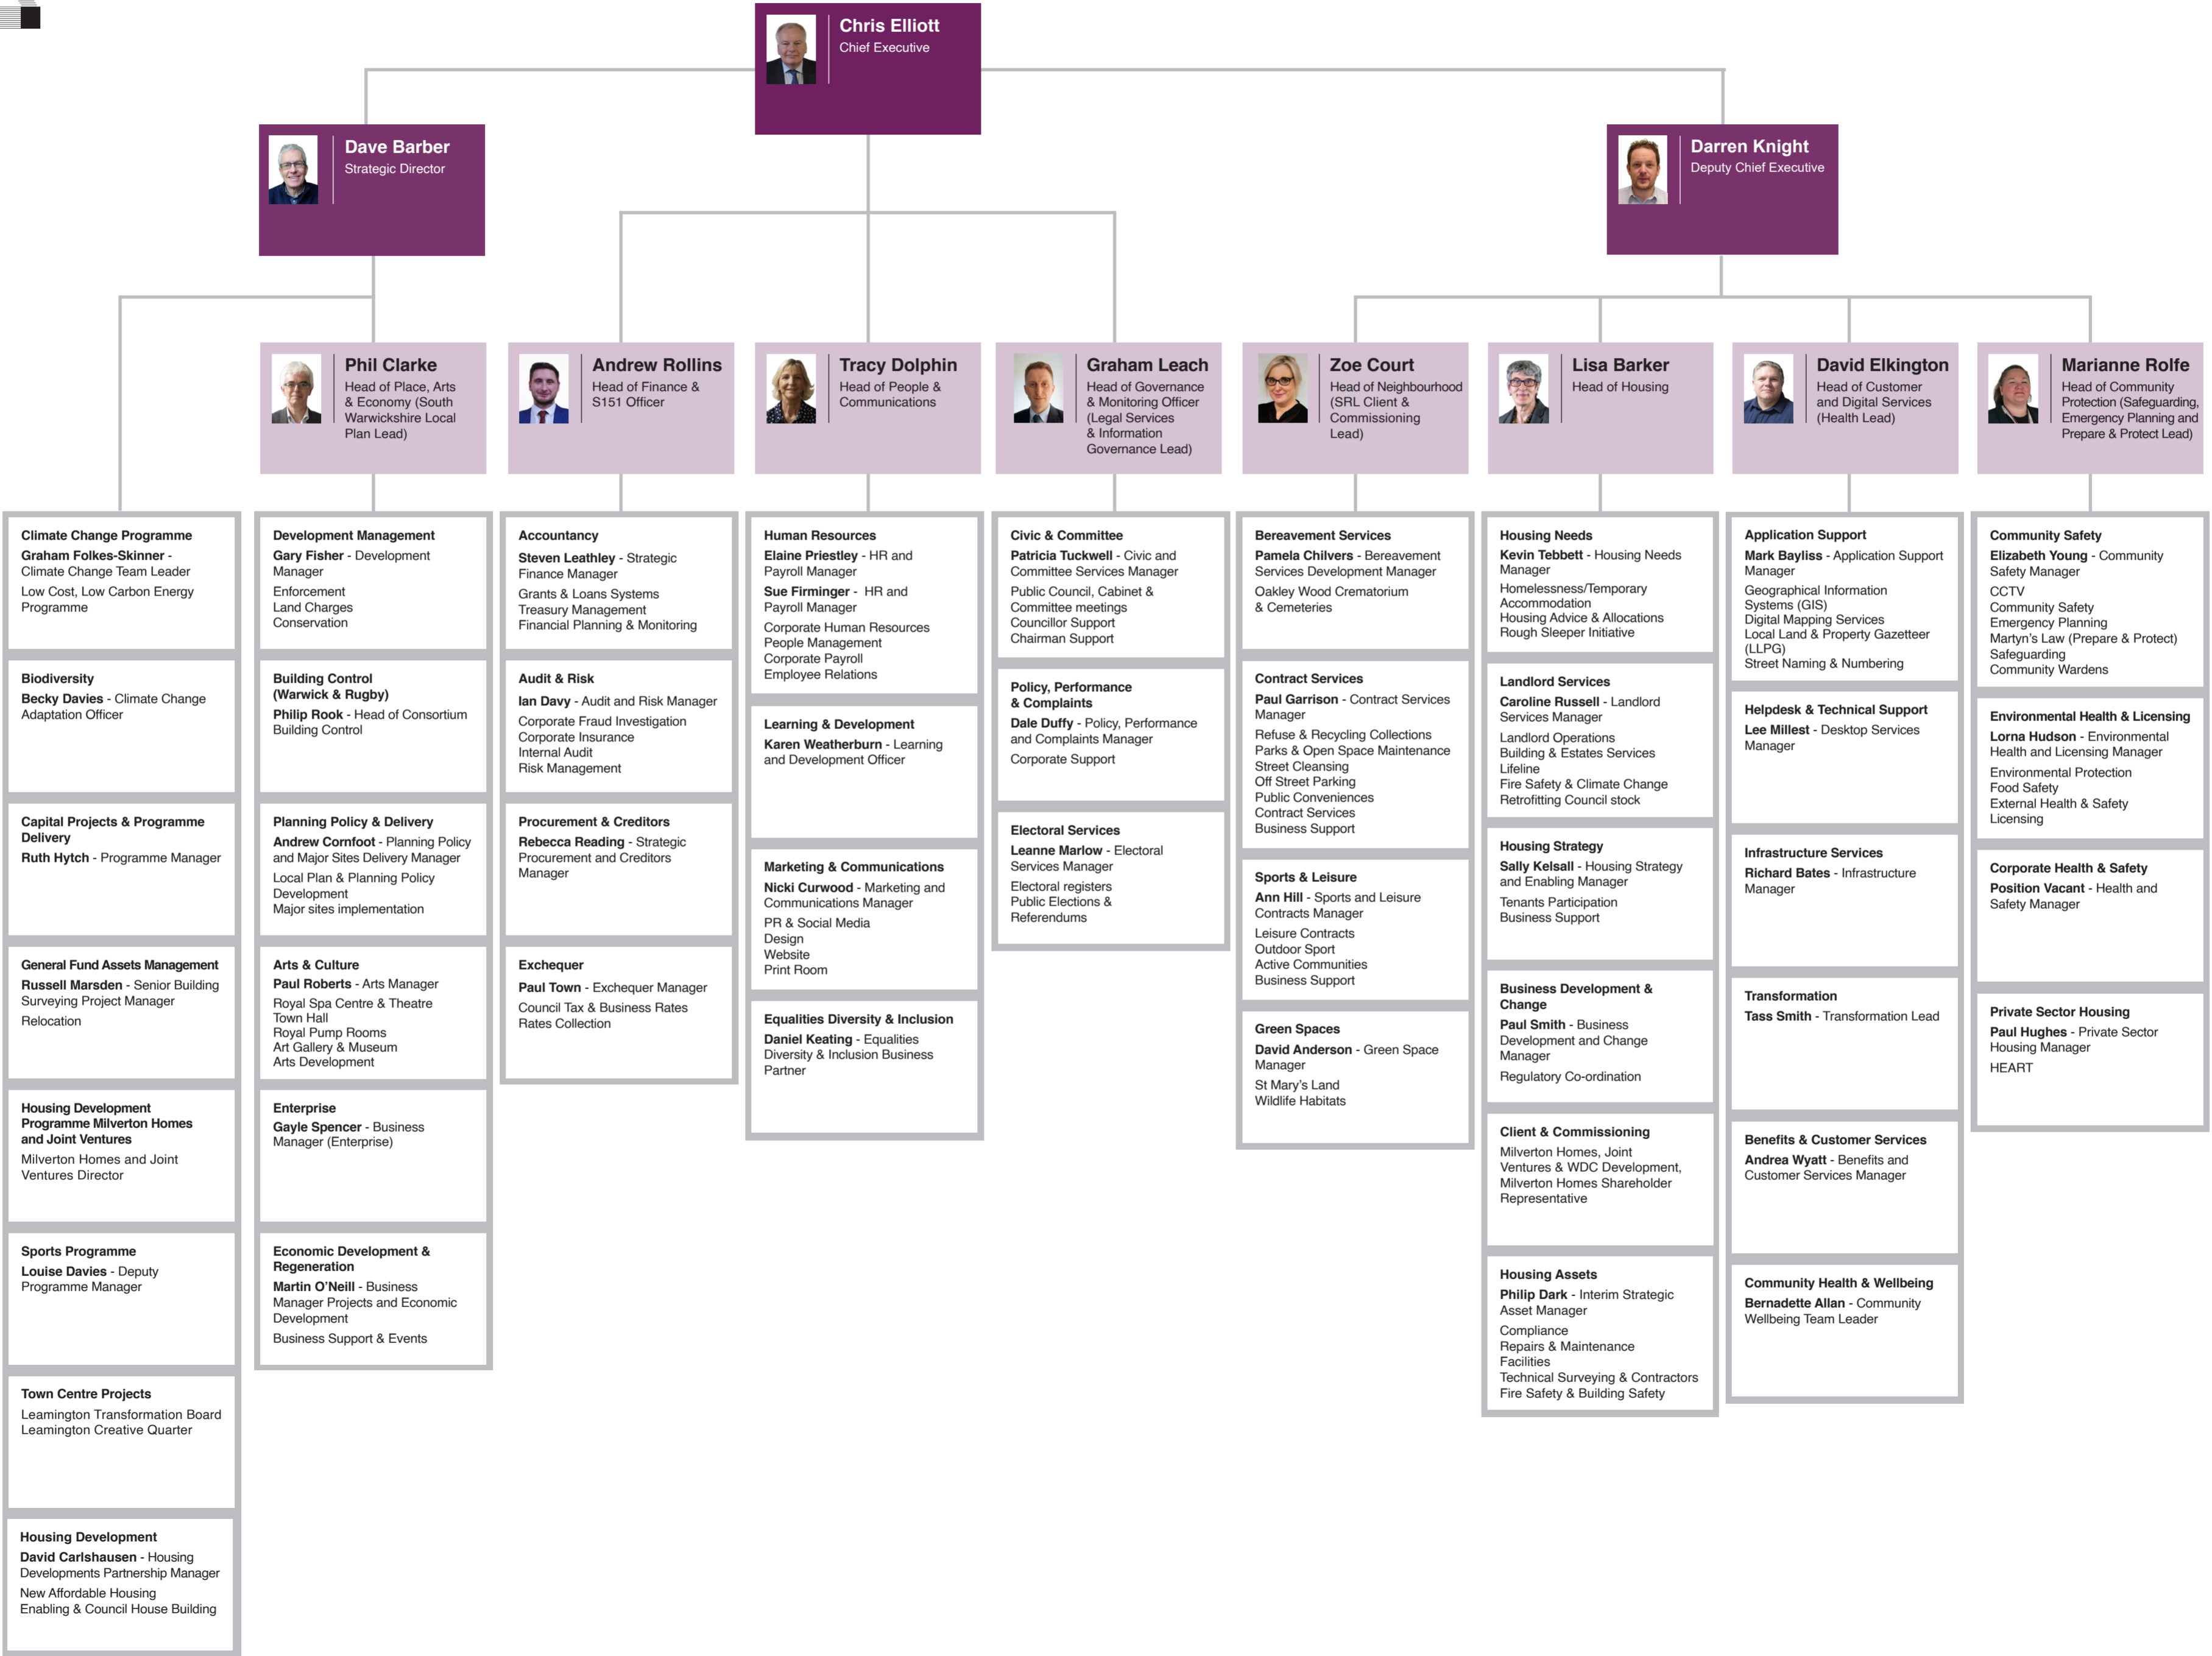 Chris Elliott
Chief Executive
Dave Barber
Strategic Director
Darren Knight
Deputy Chief Executive
Phil Clarke
Head of Place, Arts
& Economy (South
Warwickshire Local
Plan Lead)
Andrew Rollins
Head of Finance &
S151 Officer
Tracy Dolphin
Head of People &
Communications
Graham Leach
Head of Governance
& Monitoring Officer
(Legal Services
& Information
Governance Lead)
Zoe Court
Head of Neighbourhood
(SRL Client &
Commissioning
Lead)
Lisa Barker
Head of Housing
David Elkington
Head of Customer
and Digital Services
(Health Lead)
Marianne Rolfe
Head of Community
Protection (Safeguarding,
Emergency Planning and
Prepare & Protect Lead)
Climate Change Programme
Graham Folkes-Skinner -
Climate Change Team Leader
Low Cost, Low Carbon Energy
Programme
Biodiversity
Becky Davies - Climate Change
Adaptation Officer
Capital Projects & Programme
Delivery
Ruth Hytch - Programme Manager
General Fund Assets Management
Russell Marsden - Senior Building
Surveying Project Manager
Relocation
Housing Development
Programme Milverton Homes
and Joint Ventures
Milverton Homes and Joint
Ventures Director
Sports Programme
Louise Davies - Deputy
Programme Manager
Town Centre Projects
Leamington Transformation Board
Leamington Creative Quarter
Housing Development
David Carlshausen - Housing
Developments Partnership Manager
New Affordable Housing
Enabling & Council House Building
Development Management
Gary Fisher - Development
Manager
Enforcement
Land Charges
Conservation
Building Control
(Warwick & Rugby)
Philip Rook - Head of Consortium
Building Control
Planning Policy & Delivery
Andrew Cornfoot - Planning Policy
and Major Sites Delivery Manager
Local Plan & Planning Policy
Development
Major sites implementation
Arts & Culture
Paul Roberts - Arts Manager
Royal Spa Centre & Theatre
Town Hall
Royal Pump Rooms
Art Gallery & Museum
Arts Development
Enterprise
Gayle Spencer - Business
Manager (Enterprise)
Economic Development &
Regeneration
Martin O'Neill - Business
Manager Projects and Economic
Development
Business Support & Events
Accountancy
Steven Leathley - Strategic
Finance Manager
Grants & Loans Systems
Treasury Management
Financial Planning & Monitoring
Audit & Risk
Ian Davy - Audit and Risk Manager
Corporate Fraud Investigation
Corporate Insurance
Internal Audit
Risk Management
Procurement & Creditors
Rebecca Reading - Strategic
Procurement and Creditors
Manager
Exchequer
Paul Town - Exchequer Manager
Council Tax & Business Rates
Rates Collection
Human Resources
Elaine Priestley - HR and
Payroll Manager
Sue Firminger - HR and
Payroll Manager
Corporate Human Resources
People Management
Corporate Payroll
Employee Relations
Learning & Development
Karen Weatherburn - Learning
and Development Officer
Marketing & Communications
Nicki Curwood - Marketing and
Communications Manager
PR & Social Media
Design
Website
Print Room
Equalities Diversity & Inclusion
Daniel Keating - Equalities
Diversity & Inclusion Business
Partner
Civic & Committee
Patricia Tuckwell - Civic and
Committee Services Manager
Public Council, Cabinet &
Committee meetings
Councillor Support
Chairman Support
Policy, Performance
& Complaints
Dale Duffy - Policy, Performance
and Complaints Manager
Corporate Support
Electoral Services
Leanne Marlow - Electoral
Services Manager
Electoral registers
Public Elections &
Referendums
Bereavement Services
Pamela Chilvers - Bereavement
Services Development Manager
Oakley Wood Crematorium
& Cemeteries
Contract Services
Paul Garrison - Contract Services
Manager
Refuse & Recycling Collections
Parks & Open Space Maintenance
Street Cleansing
Off Street Parking
Public Conveniences
Contract Services
Business Support
Sports & Leisure
Ann Hill - Sports and Leisure
Contracts Manager
Leisure Contracts
Outdoor Sport
Active Communities
Business Support
Green Spaces
David Anderson - Green Space
Manager
St Mary's Land
Wildlife Habitats
Housing Needs
Kevin Tebbett - Housing Needs
Manager
Homelessness/Temporary
Accommodation
Housing Advice & Allocations
Rough Sleeper Initiative
Landlord Services
Caroline Russell - Landlord
Services Manager
Landlord Operations
Building & Estates Services
Lifeline
Fire Safety & Climate Change
Retrofitting Council stock
Housing Strategy
Sally Kelsall - Housing Strategy
and Enabling Manager
Tenants Participation
Business Support
Business Development &
Change
Paul Smith - Business
Development and Change
Manager
Regulatory Co-ordination
Client & Commissioning
Milverton Homes, Joint
Ventures & WDC Development,
Milverton Homes Shareholder
Representative
Housing Assets
Philip Dark - Interim Strategic
Asset Manager
Compliance
Repairs & Maintenance
Facilities
Technical Surveying & Contractors
Fire Safety & Building Safety
Application Support
Mark Bayliss - Application Support
Manager
Geographical Information
Systems (GIS)
Digital Mapping Services
Local Land & Property Gazetteer
(LLPG)
Street Naming & Numbering
Helpdesk & Technical Support
Lee Millest - Desktop Services
Manager
Infrastructure Services
Richard Bates - Infrastructure
Manager
Transformation
Tass Smith - Transformation Lead
Benefits & Customer Services
Andrea Wyatt - Benefits and
Customer Services Manager
Community Health & Wellbeing
Bernadette Allan - Community
Wellbeing Team Leader
Community Safety
Elizabeth Young - Community
Safety Manager
CCTV
Community Safety
Emergency Planning
Martyn's Law (Prepare & Protect)
Safeguarding
Community Wardens
Environmental Health & Licensing
Lorna Hudson - Environmental
Health and Licensing Manager
Environmental Protection
Food Safety
External Health & Safety
Licensing
Corporate Health & Safety
Position Vacant - Health and
Safety Manager
Private Sector Housing
Paul Hughes - Private Sector
Housing Manager
HEART